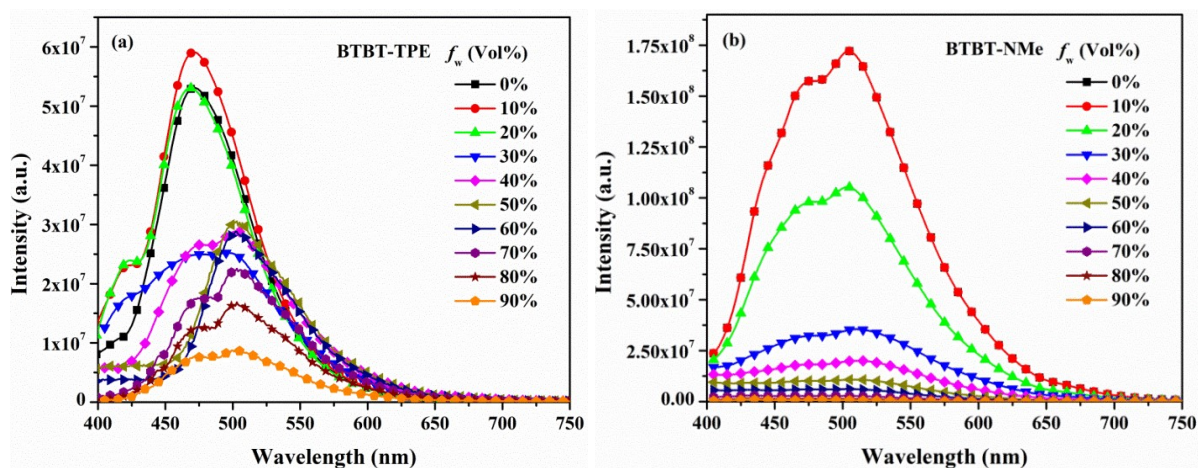 (a)
BTBT-TPE f_w (Vol%)
0%
10%
20%
30%
40%
50%
60%
70%
80%
90%
6x10^7
5x10^7
4x10^7
3x10^7
2x10^7
1x10^7
0
Intensity (a.u.)
400 450 500 550 600 650 700 750
Wavelength (nm)
(b)
BTBT-NMe f_w (Vol%)
0%
10%
20%
30%
40%
50%
60%
70%
80%
90%
1.75x10^8
1.50x10^8
1.25x10^8
1.00x10^8
7.50x10^7
5.00x10^7
2.50x10^7
0.00
Intensity (a.u.)
400 450 500 550 600 650 700 750
Wavelength (nm)